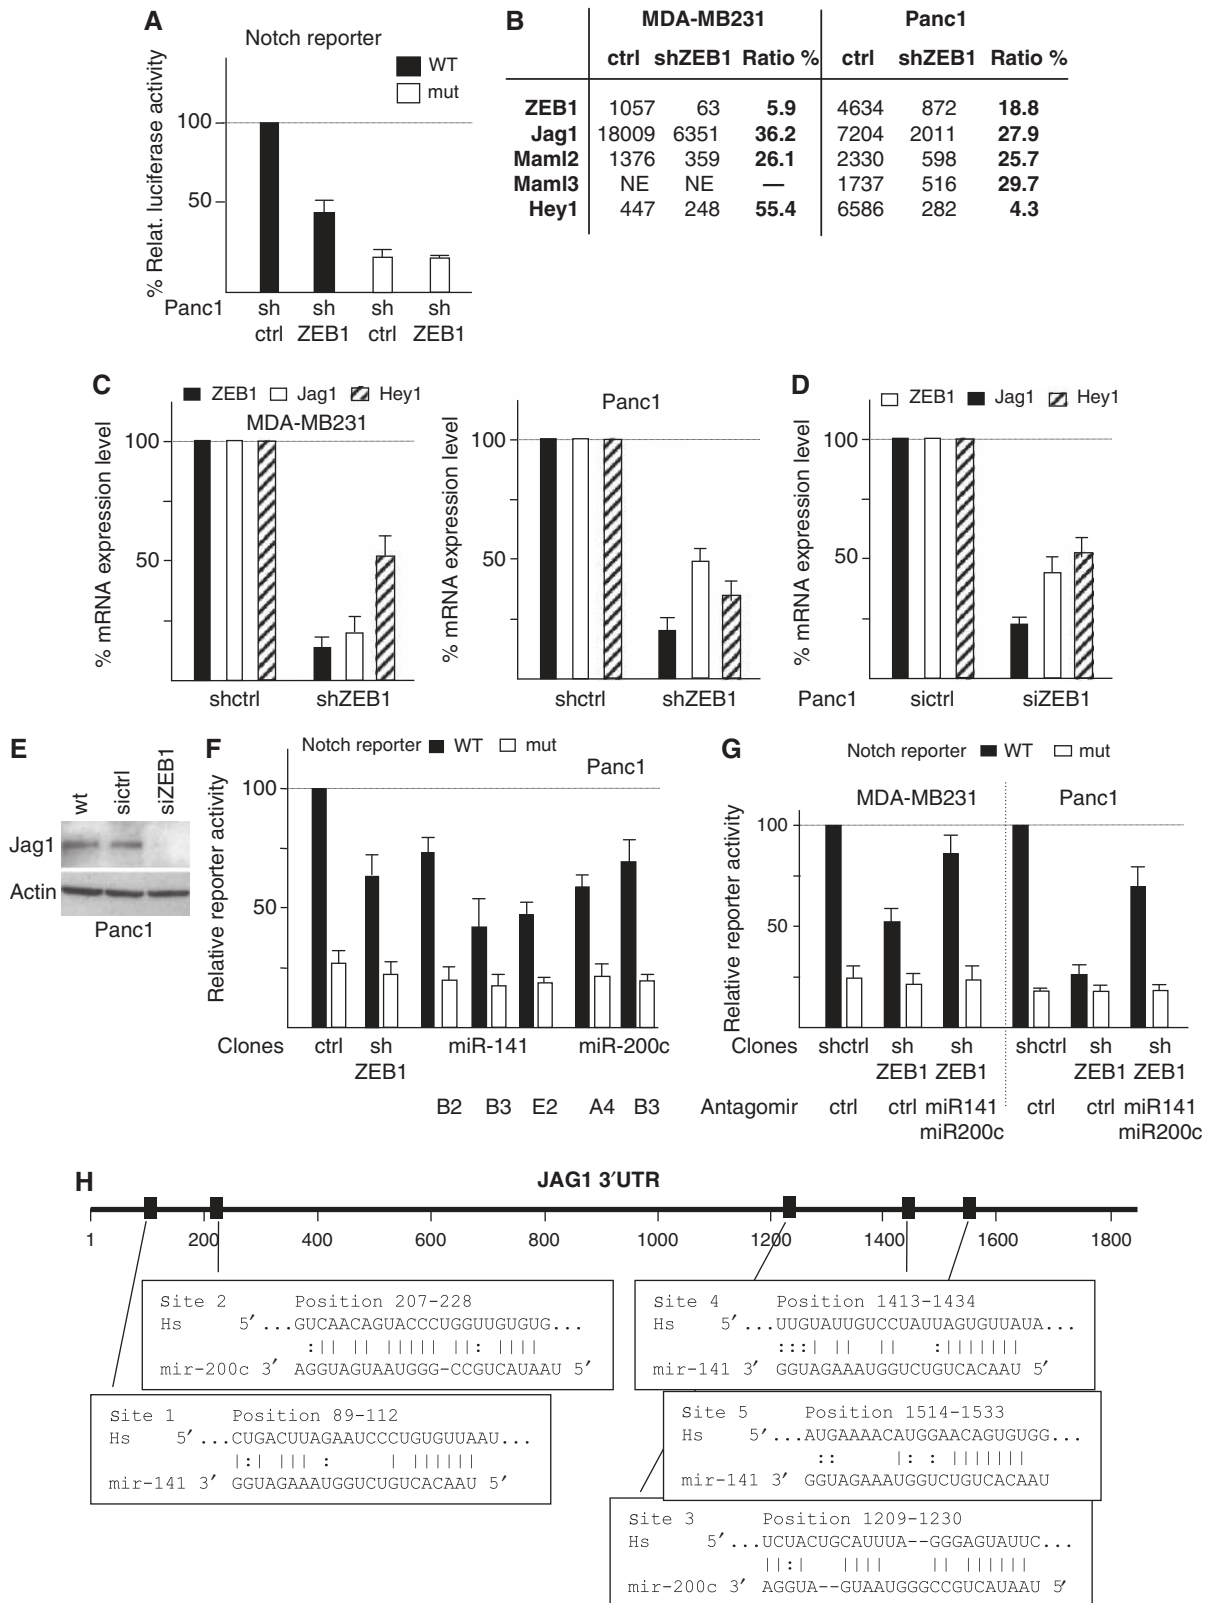 A
Notch reporter
WT
mut
% Relat. luciferase activity
100
50
Panc1 sh ctrl sh ZEB1 sh ctrl sh ZEB1
B
MDA-MB231 Panc1
ctrl shZEB1 Ratio % ctrl shZEB1 Ratio %
ZEB1 1057 63 5.9 4634 872 18.8
Jag1 18009 6351 36.2 7204 2011 27.9
Maml2 1376 359 26.1 2330 598 25.7
Maml3 NE NE — 1737 516 29.7
Hey1 447 248 55.4 6586 282 4.3
C
ZEB1 Jag1 Hey1
MDA-MB231
% mRNA expression level
100
50
shctrl shZEB1
Panc1
% mRNA expression level
100
50
shctrl shZEB1
D
ZEB1 Jag1 Hey1
% mRNA expression level
100
50
Panc1 sictrl siZEB1
E
wt sictrl siZEB1
Jag1
Actin
Panc1
F
Notch reporter WT mut
Panc1
Relative reporter activity
100
50
Clones ctrl sh ZEB1 miR-141 miR-200c
B2 B3 E2 A4 B3
G
Notch reporter WT mut
MDA-MB231 Panc1
Relative reporter activity
100
50
Clones shctrl sh ZEB1 sh ZEB1 shctrl sh ZEB1 sh ZEB1
Antagomir ctrl ctrl miR141 miR200c ctrl ctrl miR141 miR200c
H
JAG1 3′UTR
1 200 400 600 800 1000 1200 1400 1600 1800
Site 2 Position 207-228
Hs 5′ ...GUCAACAGUACCCUGGUUGUGUG...
mir-200c 3′ AGGUAGUAAUGGG-CCGUCAUAAU 5′
Site 4 Position 1413-1434
Hs 5′ ...UUGUAUUGUCCUAUUAGUGUUAUA...
mir-141 3′ GGUAGAAAUGGUCUGUCACAAU 5′
Site 1 Position 89-112
Hs 5′ ...CUGACUUAGAAUCCCUGUGUUAAU...
mir-141 3′ GGUAGAAAUGGUCUGUCACAAU 5′
Site 5 Position 1514-1533
Hs 5′ ...AUGAAAACAUGGAACAGUGUGG...
mir-141 3′ GGUAGAAAUGGUCUGUCACAAU
Site 3 Position 1209-1230
Hs 5′ ...UCUACUGCAUUUA--GGGAGUAUUC...
mir-200c 3′ AGGUA--GUAAUGGGCCGUCAUAAU 5′